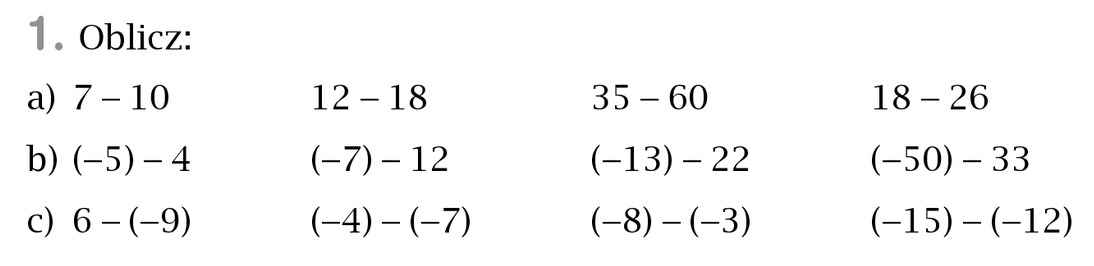 1. Oblicz:
a) 7 – 10 12 – 18 35 – 60 18 – 26
b) (–5) – 4 (–7) – 12 (–13) – 22 (–50) – 33
c) 6 – (–9) (–4) – (–7) (–8) – (–3) (–15) – (–12)